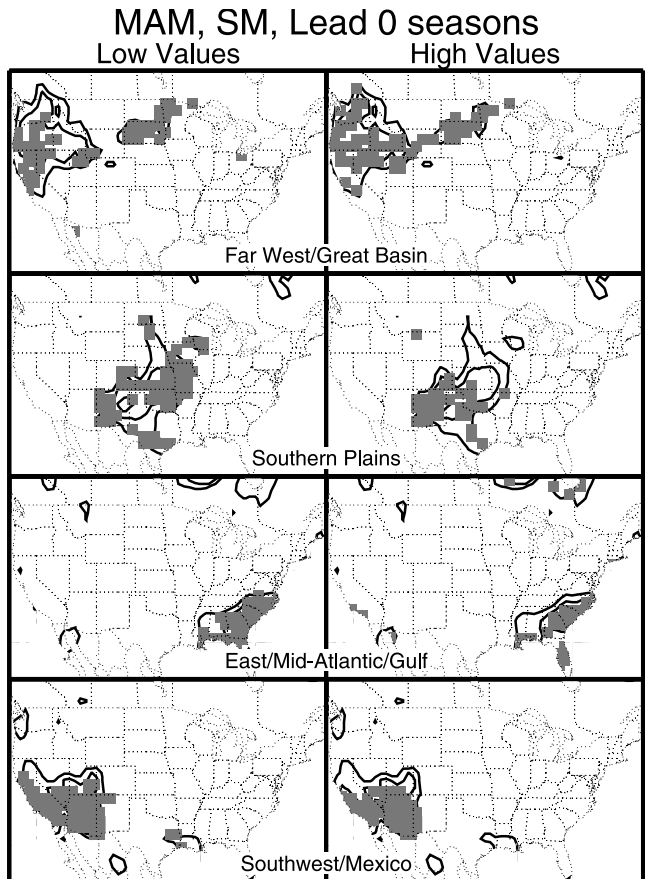 MAM, SM, Lead 0 seasons
Low Values High Values
Far West/Great Basin
Southern Plains
East/Mid-Atlantic/Gulf
Southwest/Mexico